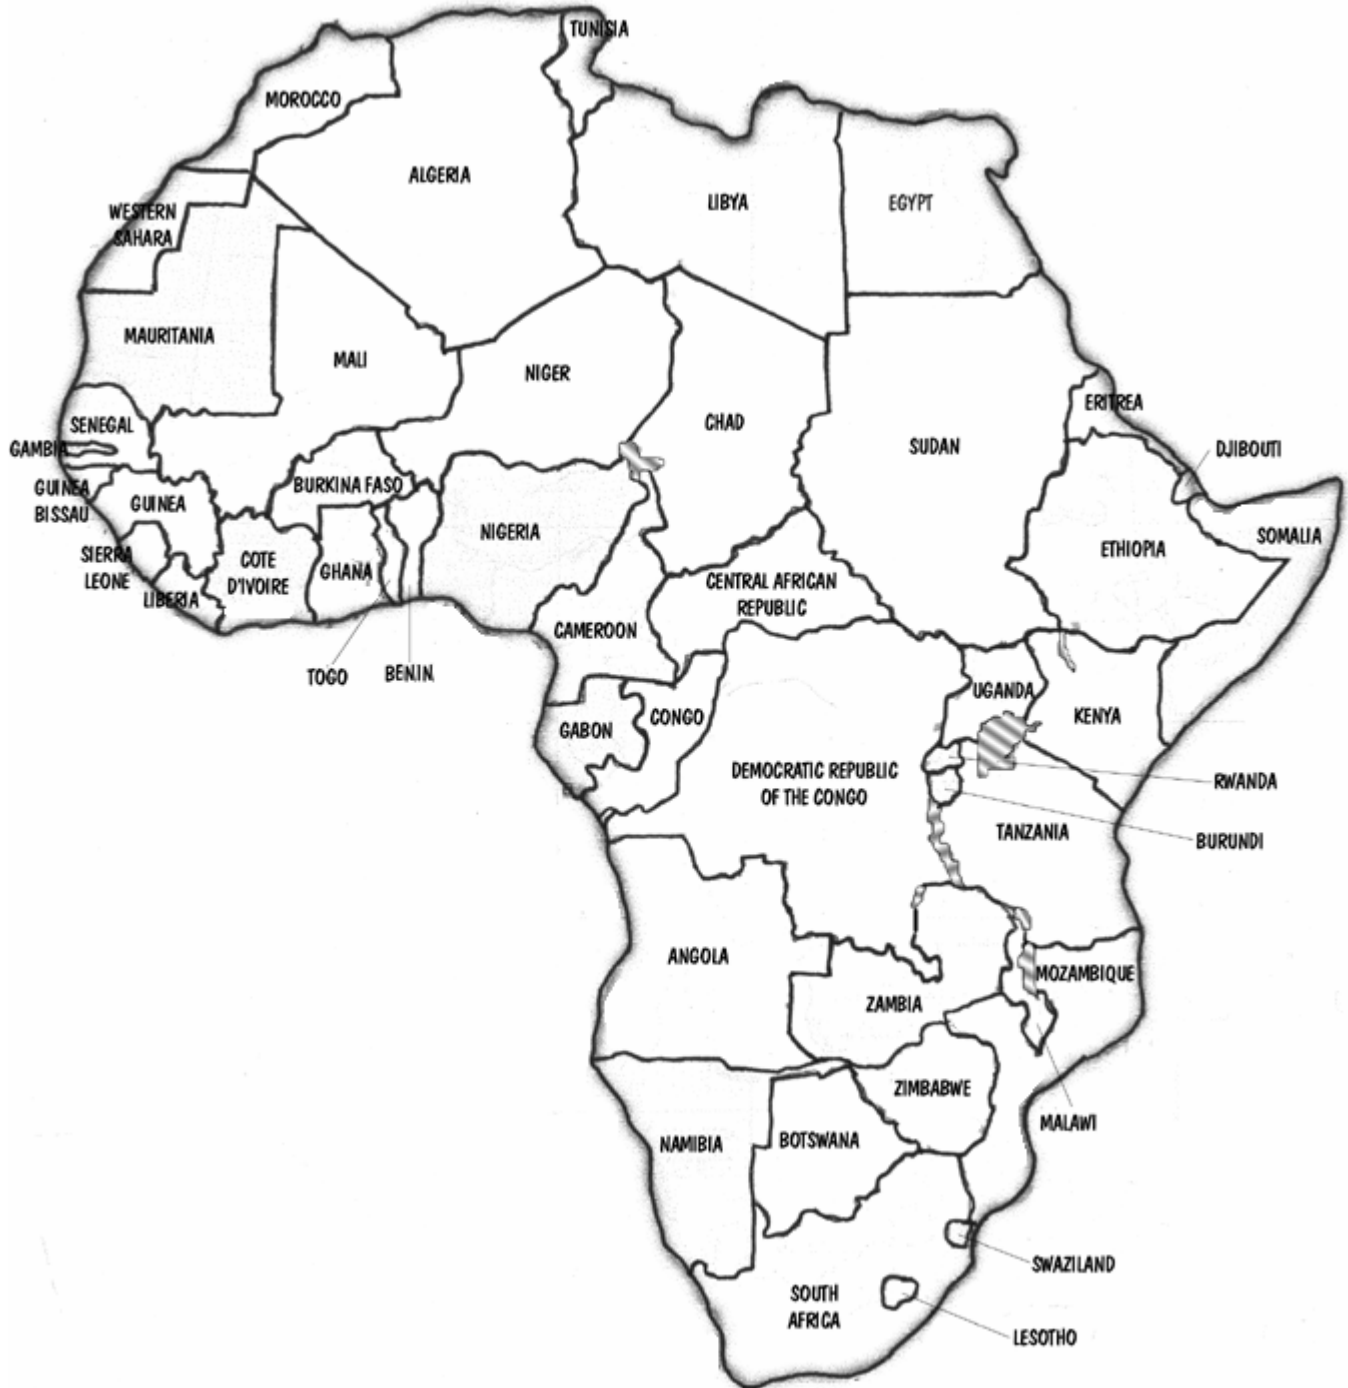 TUNISIA
MOROCCO
ALGERIA
LIBYA
EGYPT
WESTERN
SAHARA
MAURITANIA
MALI
NIGER
CHAD
SUDAN
ERITREA
DJIBOUTI
SENEGAL
GAMBIA
GUINEA
BISSAU
GUINEA
BURKINA FASO
NIGERIA
SOMALIA
ETHIOPIA
SIERRA
LEONE
LIBERIA
COTE
D'IVOIRE
GHANA
CENTRAL AFRICAN
REPUBLIC
CAMEROON
TOGO
BENIN
UGANDA
KENYA
GABON
CONGO
DEMOCRATIC REPUBLIC
OF THE CONGO
RWANDA
TANZANIA
BURUNDI
ANGOLA
ZAMBIA
MOZAMBIQUE
ZIMBABWE
MALAWI
NAMIBIA
BOTSWANA
SWAZILAND
SOUTH
AFRICA
LESOTHO